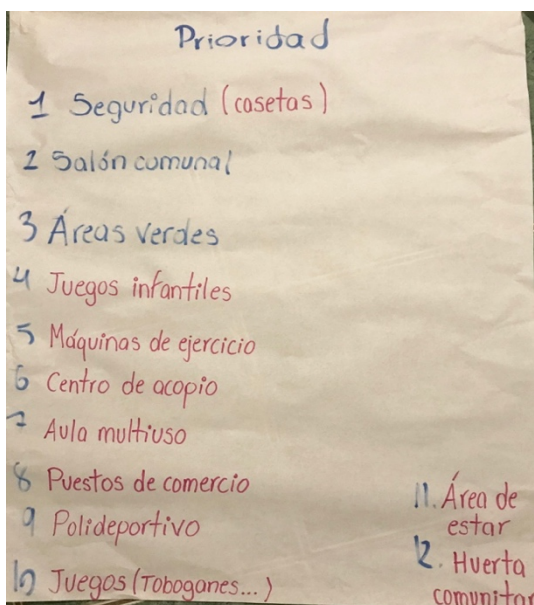 Prioridad
1 Seguridad (casetas)
2 Salón comunal
3 Áreas verdes
4 Juegos infantiles
5 Máquinas de ejercicio
6 Centro de acopio
7 Aula multiuso
8 Puestos de comercio
9 Polideportivo
10 Juegos (Toboganes...)
11. Área de
estar
12. Huerta
comunitar